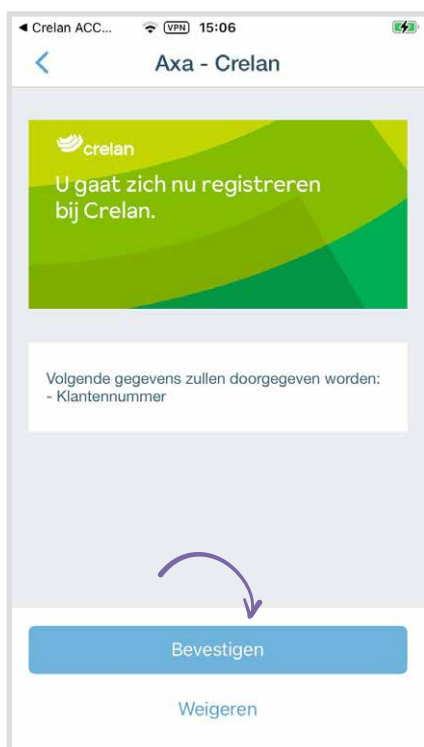 ◀ Crelan ACC... VPN 15:06
Axa - Crelan
crelan
U gaat zich nu registreren
bij Crelan.
Volgende gegevens zullen doorgegeven worden:
- Klantennummer
Bevestigen
Weigeren